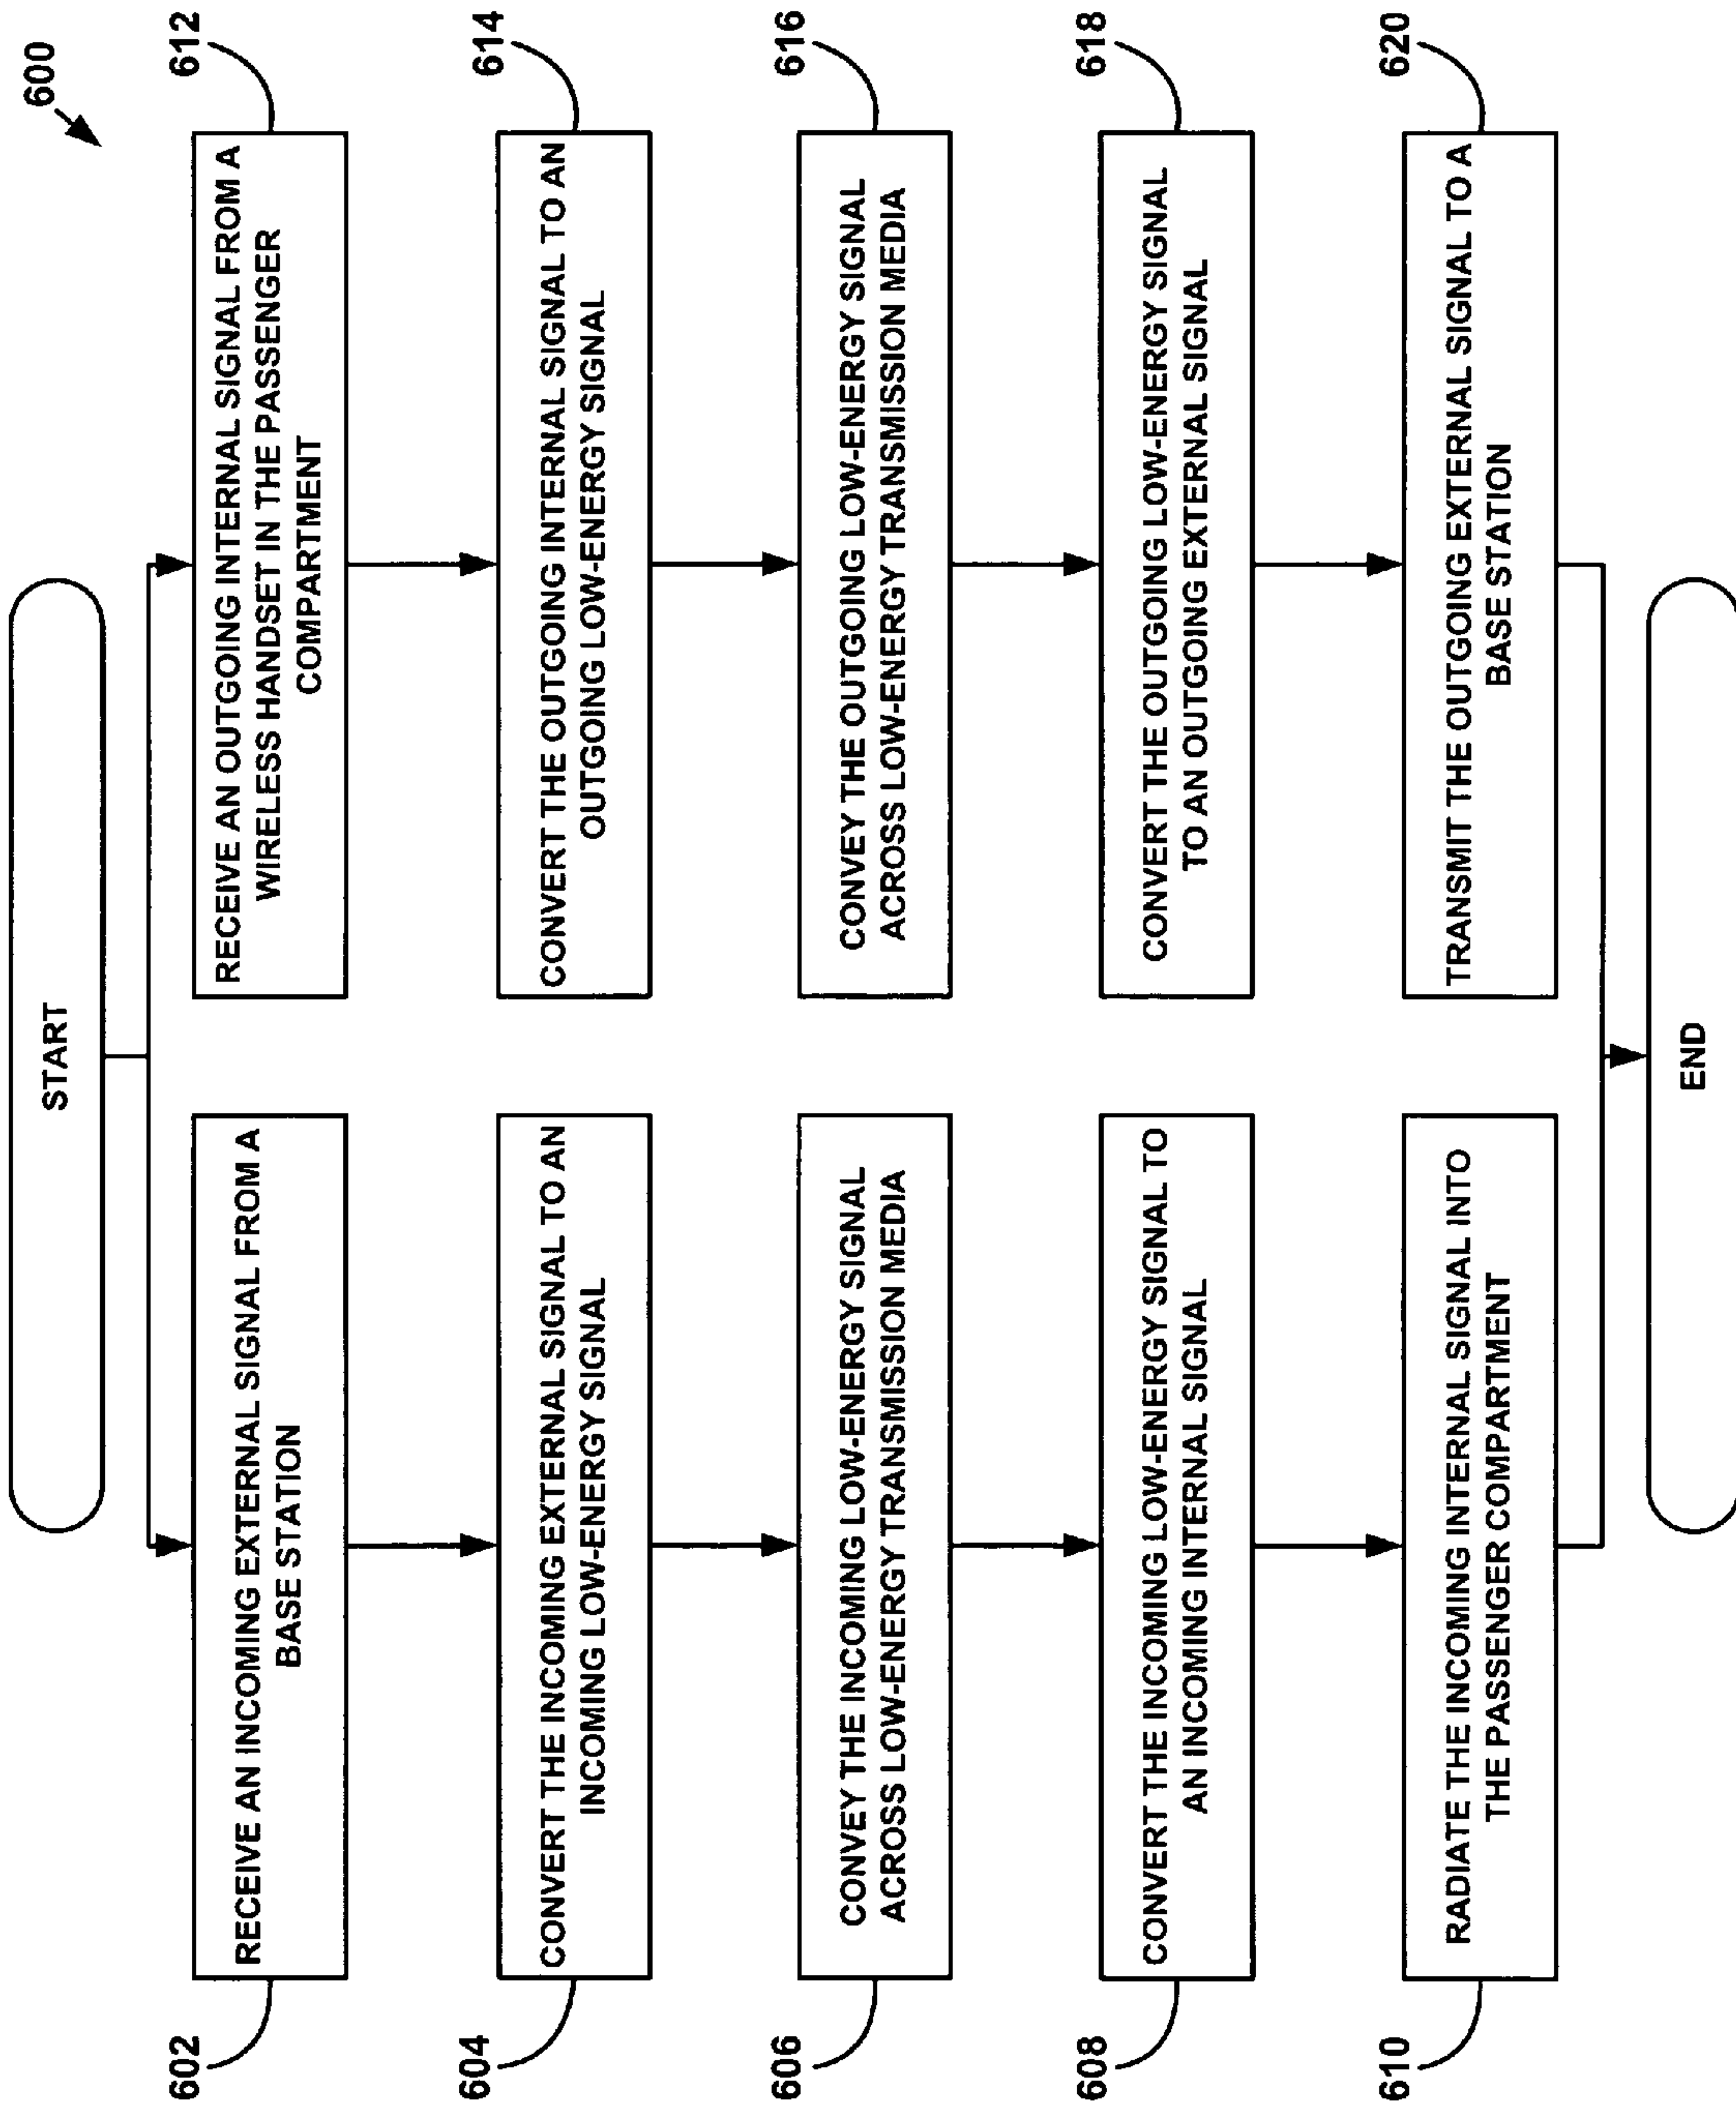 600
START
602
RECEIVE AN INCOMING EXTERNAL SIGNAL FROM A
BASE STATION
604
CONVERT THE INCOMING EXTERNAL SIGNAL TO AN
INCOMING LOW-ENERGY SIGNAL
606
CONVEY THE INCOMING LOW-ENERGY SIGNAL
ACROSS LOW-ENERGY TRANSMISSION MEDIA
608
CONVERT THE INCOMING LOW-ENERGY SIGNAL TO
AN INCOMING INTERNAL SIGNAL
610
RADIATE THE INCOMING INTERNAL SIGNAL INTO
THE PASSENGER COMPARTMENT
612
RECEIVE AN OUTGOING INTERNAL SIGNAL FROM A
WIRELESS HANDSET IN THE PASSENGER
COMPARTMENT
614
CONVERT THE OUTGOING INTERNAL SIGNAL TO AN
OUTGOING LOW-ENERGY SIGNAL
616
CONVEY THE OUTGOING LOW-ENERGY SIGNAL
ACROSS LOW-ENERGY TRANSMISSION MEDIA
618
CONVERT THE OUTGOING LOW-ENERGY SIGNAL
TO AN OUTGOING EXTERNAL SIGNAL
620
TRANSMIT THE OUTGOING EXTERNAL SIGNAL TO A
BASE STATION
END